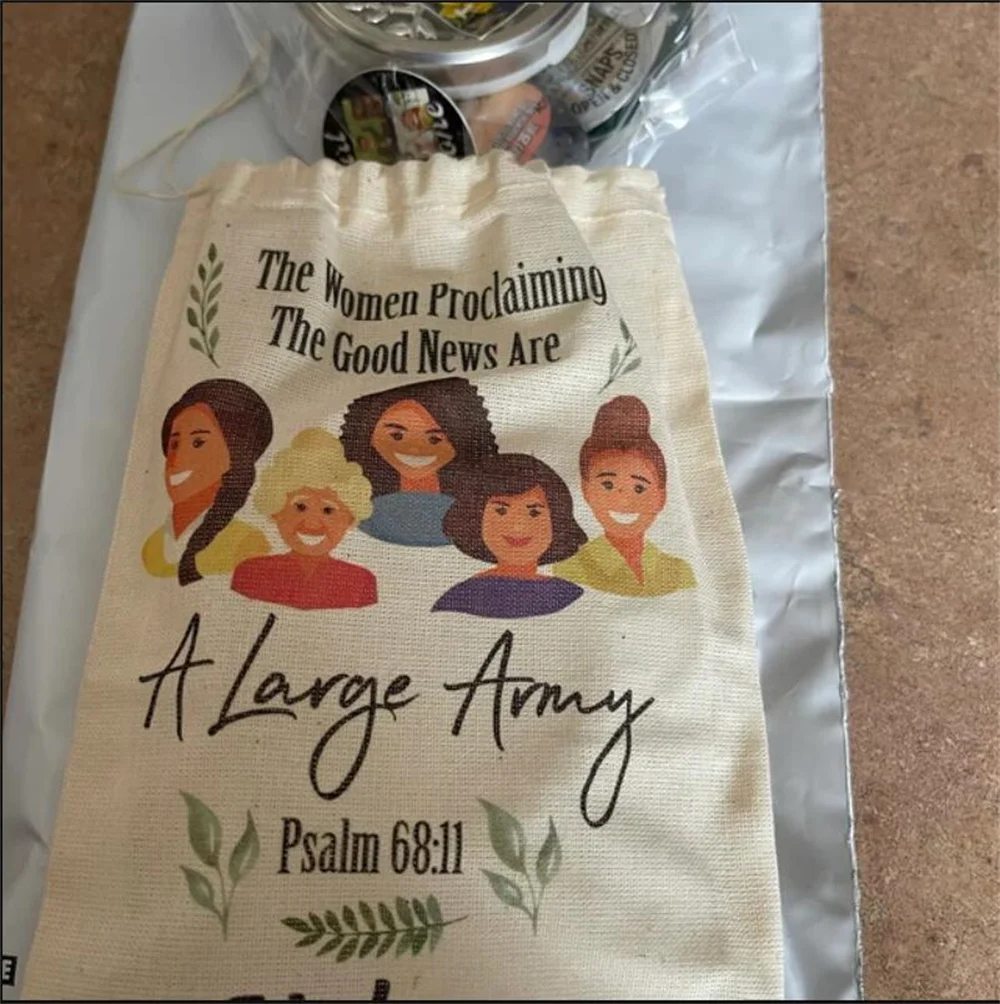 SNAPS
OPEN & CLOSED
The Women Proclaiming
The Good News Are
A Large Army
Psalm 68:11
E